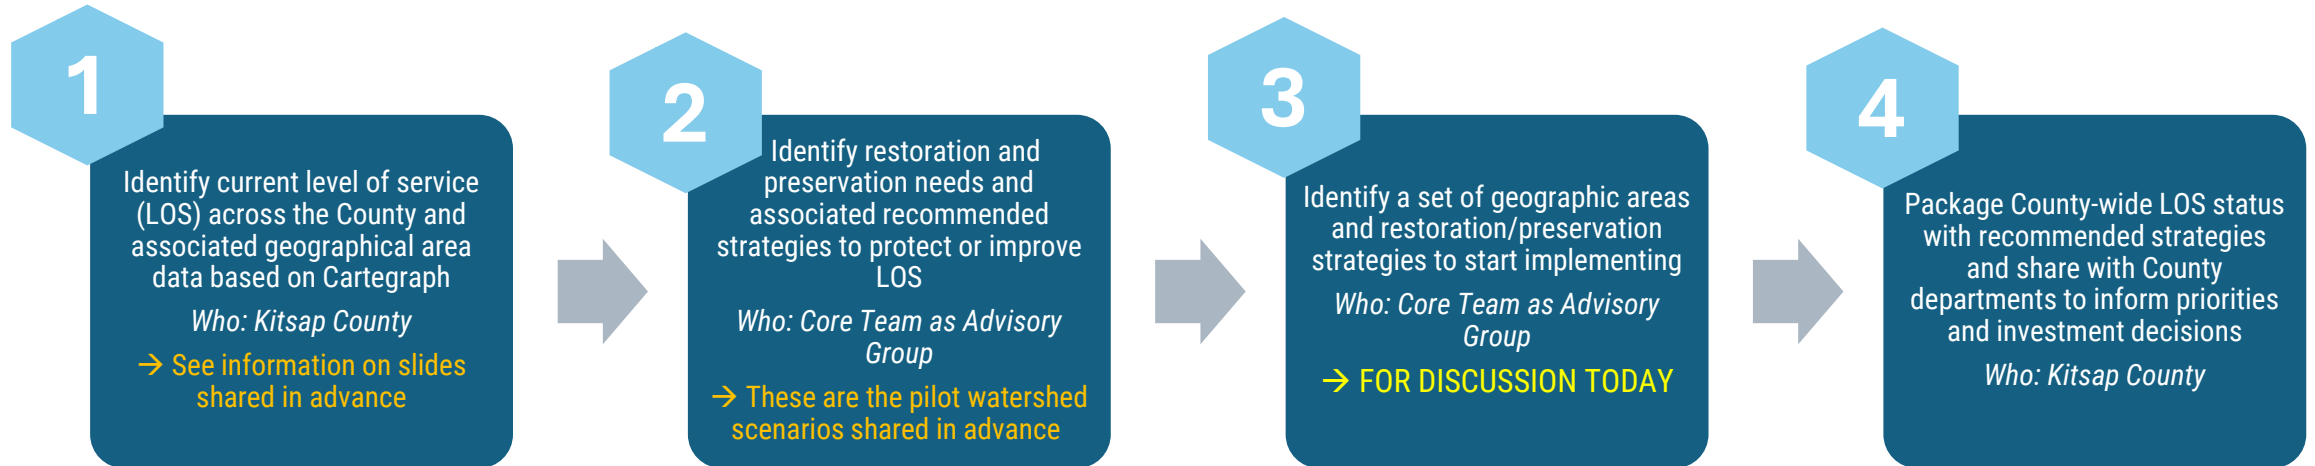 1
Identify current level of service
(LOS) across the County and
associated geographical area
data based on Cartegraph
Who: Kitsap County
→ See information on slides
shared in advance
2
Identify restoration and
preservation needs and
associated recommended
strategies to protect or improve
LOS
Who: Core Team as Advisory
Group
→ These are the pilot watershed
scenarios shared in advance
3
Identify a set of geographic areas
and restoration/preservation
strategies to start implementing
Who: Core Team as Advisory
Group
→ FOR DISCUSSION TODAY
4
Package County-wide LOS status
with recommended strategies
and share with County
departments to inform priorities
and investment decisions
Who: Kitsap County